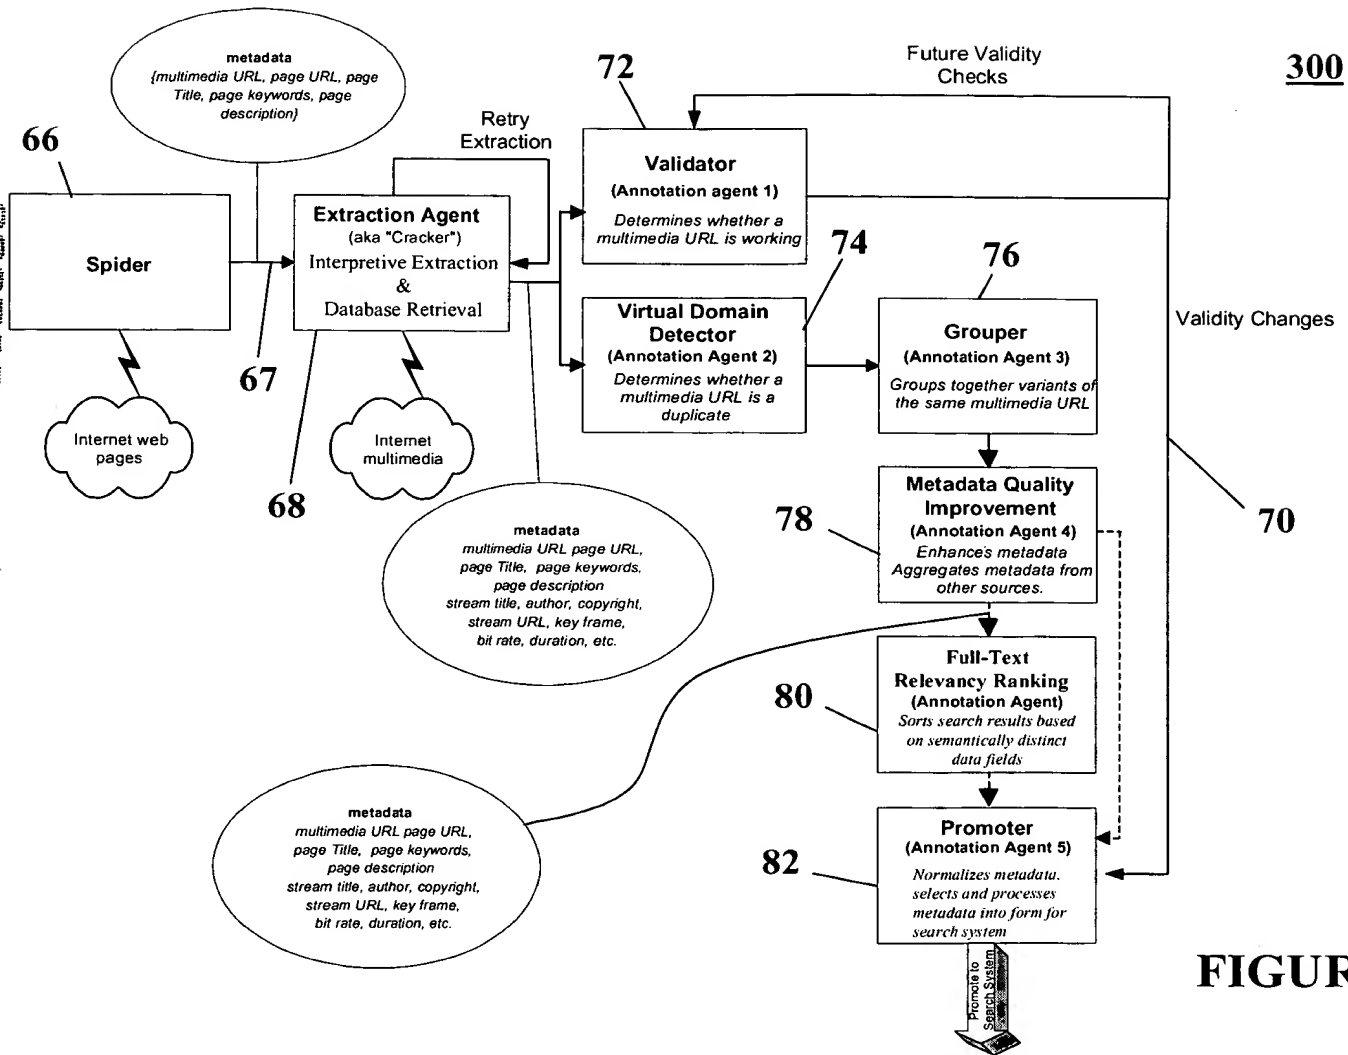 metadata
{multimedia URL, page URL, page
Title, page keywords, page
description}
72
Future Validity
Checks
300
Retry
Extraction
66
Validator
(Annotation agent 1)
Determines whether a
multimedia URL is working
Spider
Extraction Agent
(aka "Cracker")
Interpretive Extraction
&
Database Retrieval
74
76
67
Virtual Domain
Detector
(Annotation Agent 2)
Determines whether a
multimedia URL is a
duplicate
Grouper
(Annotation Agent 3)
Groups together variants of
the same multimedia URL
Validity Changes
Internet web
pages
Internet
multimedia
68
78
Metadata Quality
Improvement
(Annotation Agent 4)
Enhance's metadata
Aggregates metadata from
other sources.
70
metadata
multimedia URL page URL,
page Title, page keywords,
page description
stream title, author, copyright,
stream URL, key frame,
bit rate, duration, etc.
80
Full-Text
Relevancy Ranking
(Annotation Agent)
Sorts search results based
on semantically distinct
data fields
metadata
multimedia URL page URL,
page Title, page keywords,
page description
stream title, author, copyright,
stream URL, key frame,
bit rate, duration, etc.
82
Promoter
(Annotation Agent 5)
Normalizes metadata.
selects and processes
metadata into form for
search system
Promote to
Search System
FIGUR